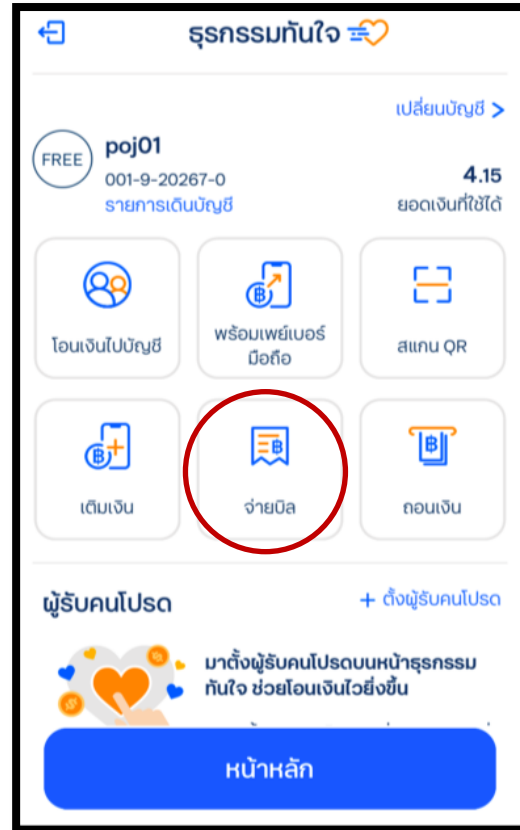 ธุรกรรมทันใจ
เปลี่ยนบัญชี >
FREE
poj01
001-9-20267-0
4.15
รายการเดินบัญชี
ยอดเงินที่ใช้ได้
โอนเงินไปบัญชี
พร้อมเพย์เบอร์
มือถือ
สแกน QR
เติมเงิน
จ่ายบิล
ถอนเงิน
ผู้รับคนโปรด
+ ตั้งผู้รับคนโปรด
มาตั้งผู้รับคนโปรดบนหน้าธุรกรรม
ทันใจ ช่วยโอนเงินไวยิ่งขึ้น
หน้าหลัก